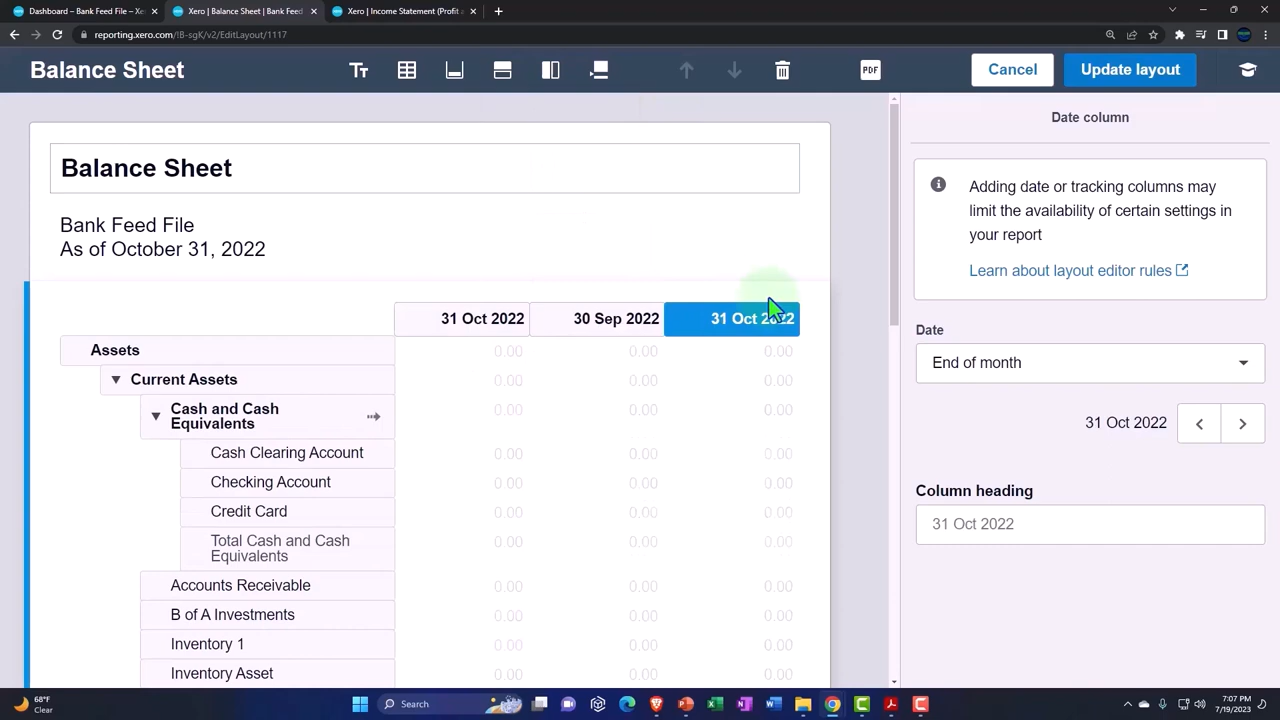 Dashboard – Bank Feed File – Xe
Xero | Balance Sheet | Bank Feed
Xero | Income Statement (Profit a
reporting.xero.com/!B-sgK/v2/EditLayout/1117
Balance Sheet
PDF
Cancel
Update layout
Balance Sheet
Bank Feed File
As of October 31, 2022
31 Oct 2022 30 Sep 2022 31 Oct 2022
Assets 0.00 0.00 0.00
Current Assets 0.00 0.00 0.00
Cash and Cash
Equivalents 0.00 0.00 0.00
Cash Clearing Account 0.00 0.00 0.00
Checking Account 0.00 0.00 0.00
Credit Card 0.00 0.00 0.00
Total Cash and Cash
Equivalents 0.00 0.00 0.00
Accounts Receivable 0.00 0.00 0.00
B of A Investments 0.00 0.00 0.00
Inventory 1 0.00 0.00 0.00
Inventory Asset 0.00 0.00 0.00
Date column
Adding date or tracking columns may
limit the availability of certain settings in
your report
Learn about layout editor rules
Date
End of month
31 Oct 2022
Column heading
31 Oct 2022
68°F
Clear
Search
7:07 PM
7/19/2023